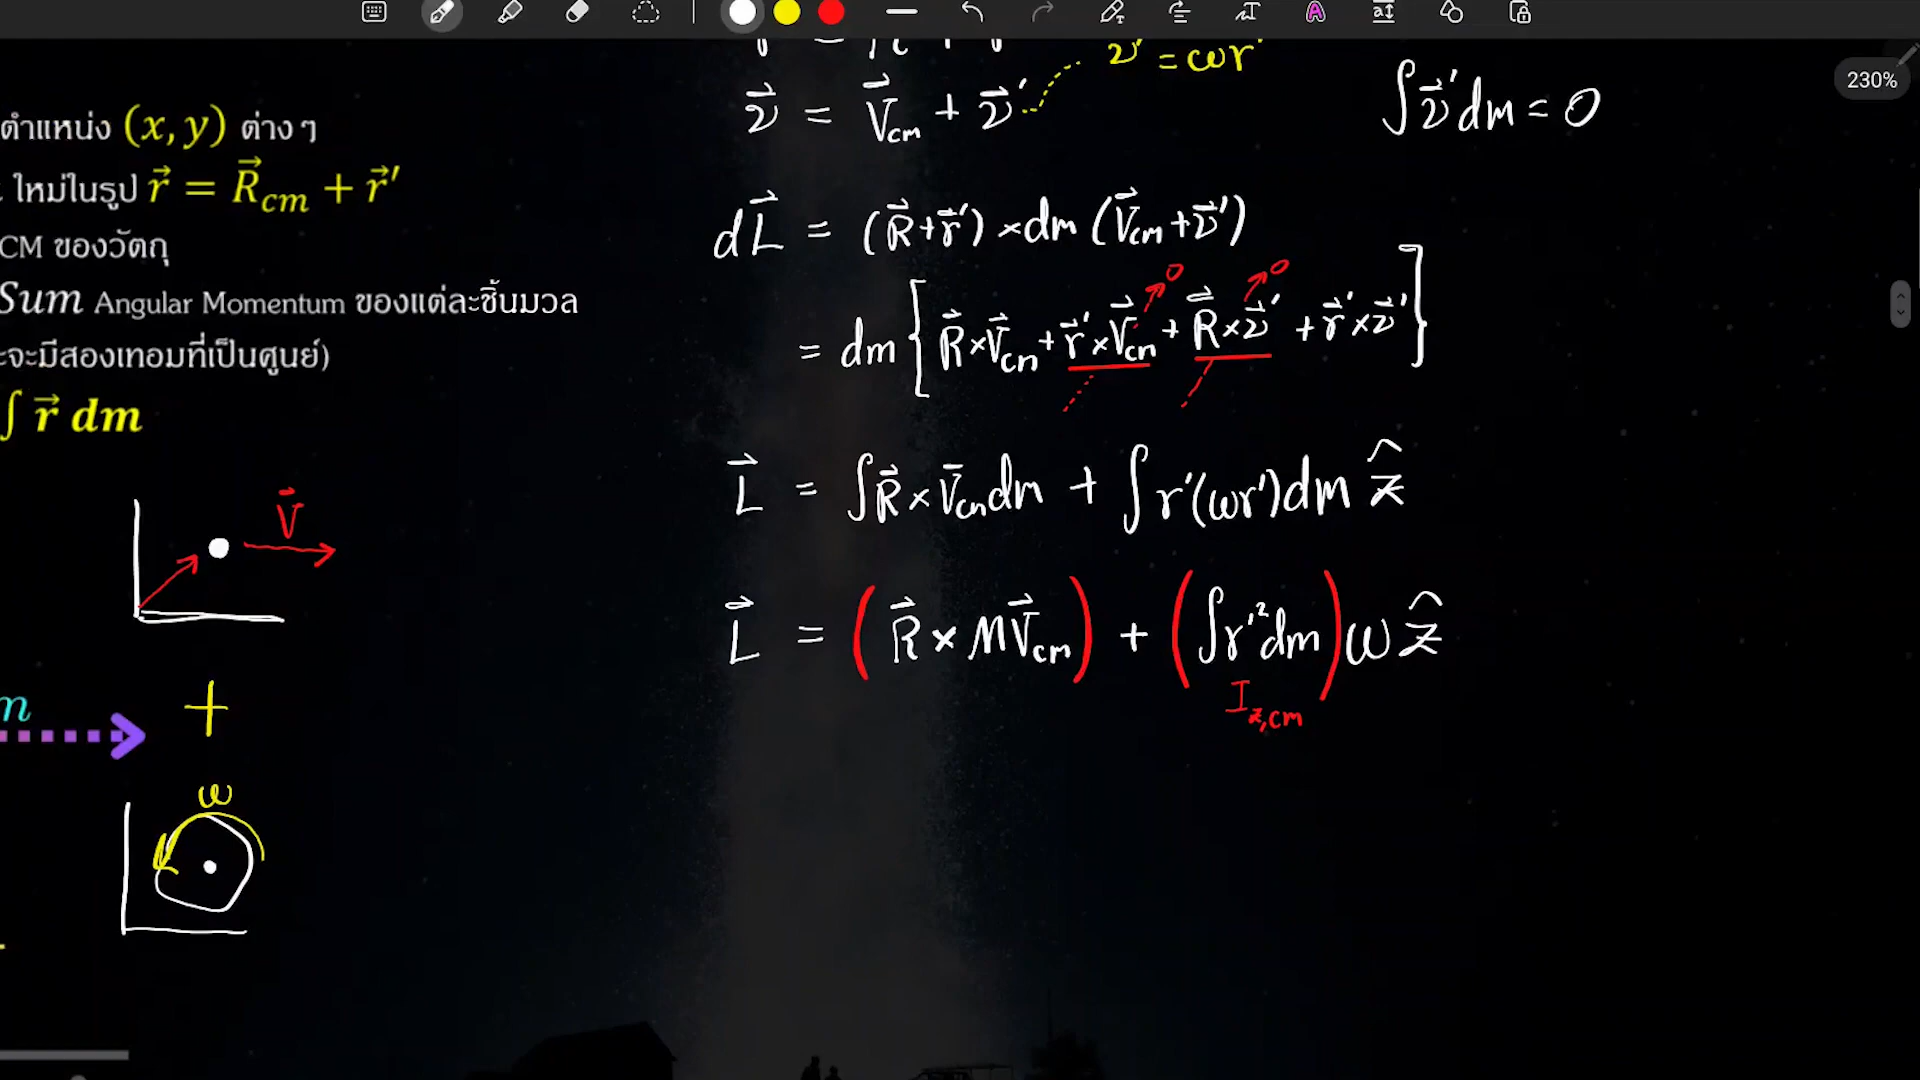 230%
ν' = ωr'
ν⃗ = V⃗cm + ν⃗'
∫ν⃗'dm = 0
ตำแหน่ง (x, y) ต่างๆ
ใหม่ในรูป r⃗ = R⃗cm + r⃗'
CM ของวัตถุ
Sum Angular Momentum ของแต่ละชิ้นมวล
ะจะมีสองเทอมที่เป็นศูนย์)
∫ r⃗ dm
dL⃗ = (R⃗+r⃗')×dm(V⃗cm+ν⃗')
= dm[R⃗×V⃗cm+r⃗'×V⃗cm+R⃗×ν⃗'+r⃗'×ν⃗']
0 0
L⃗ = ∫R⃗×V⃗cm dm + ∫r'(ωr')dm ẑ
L⃗ = (R⃗×MV⃗cm) + (∫r'²dm)ω ẑ
Iz,cm
V⃗
m
+
ω